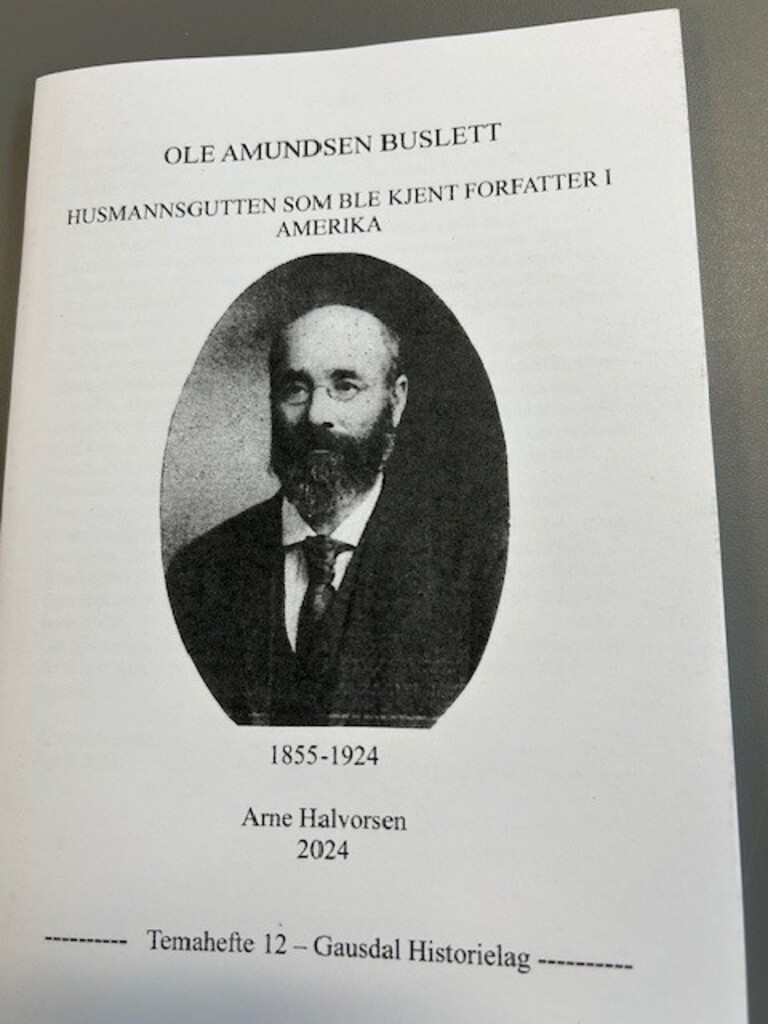 OLE AMUNDSEN BUSLETT
HUSMANNSGUTTEN SOM BLE KJENT FORFATTER I
AMERIKA
1855-1924
Arne Halvorsen
2024
---------- Temahefte 12 – Gausdal Historielag -----------